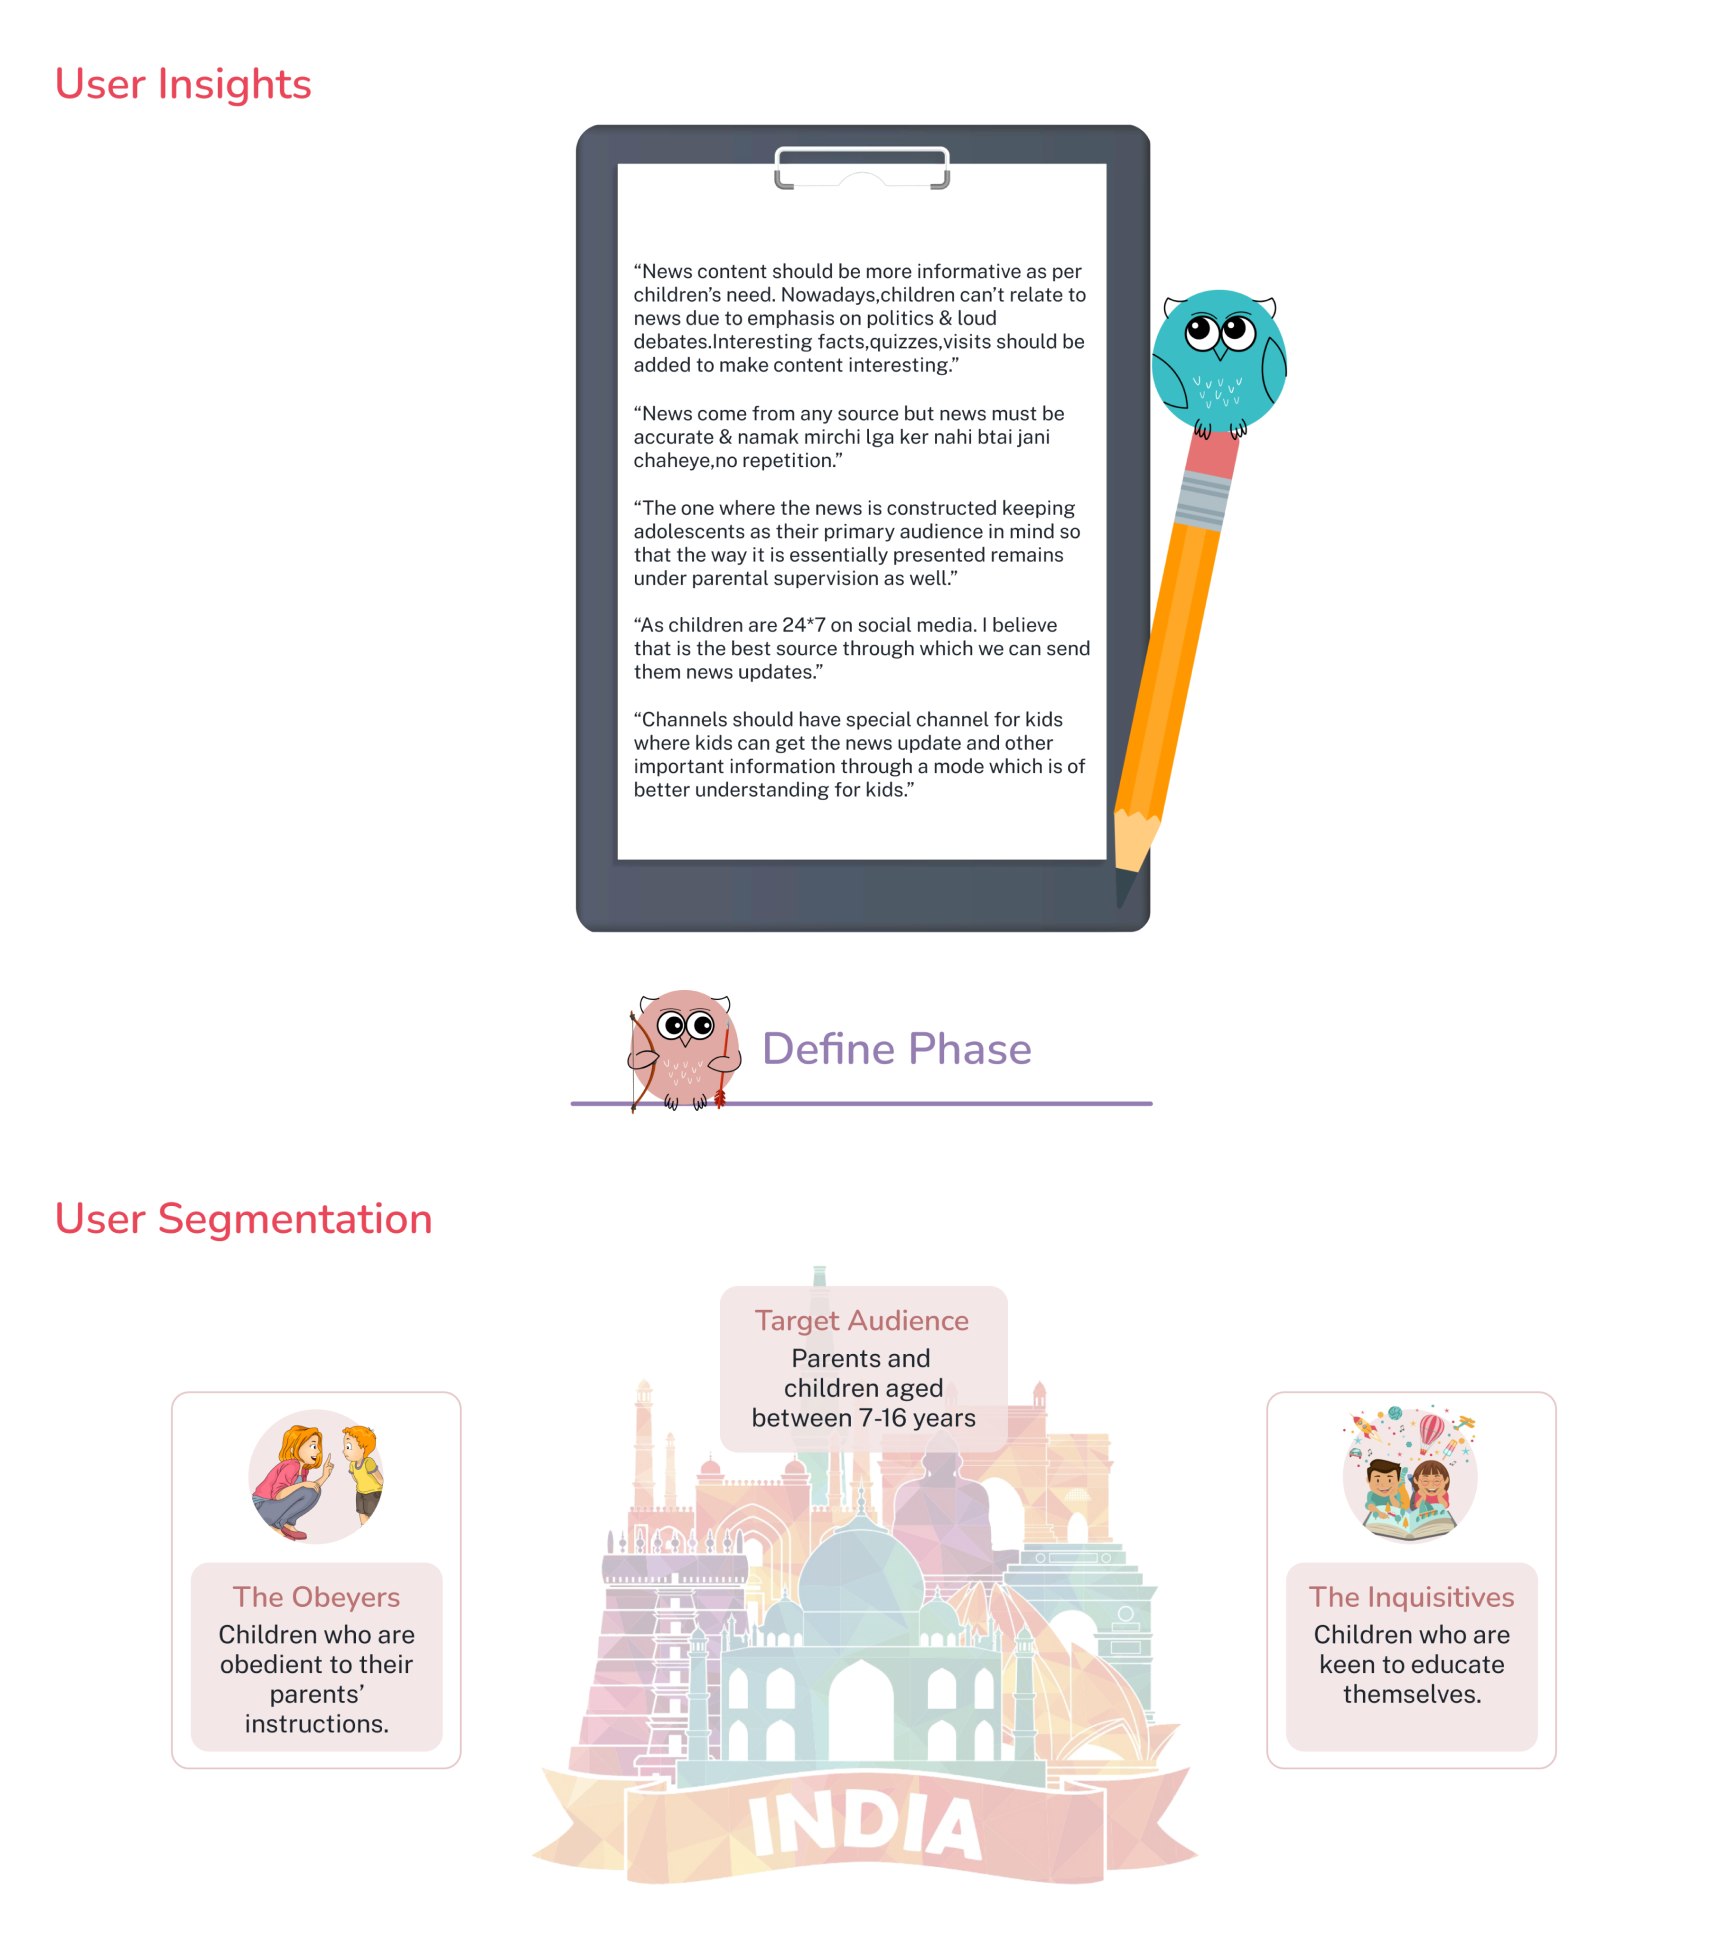 User Insights
“News content should be more informative as per
children’s need. Nowadays,children can’t relate to
news due to emphasis on politics & loud
debates.Interesting facts,quizzes,visits should be
added to make content interesting.”
“News come from any source but news must be
accurate & namak mirchi lga ker nahi btai jani
chaheye,no repetition.”
“The one where the news is constructed keeping
adolescents as their primary audience in mind so
that the way it is essentially presented remains
under parental supervision as well.”
“As children are 24*7 on social media. I believe
that is the best source through which we can send
them news updates.”
“Channels should have special channel for kids
where kids can get the news update and other
important information through a mode which is of
better understanding for kids.”
Define Phase
User Segmentation
Target Audience
Parents and
children aged
between 7-16 years
The Obeyers
Children who are
obedient to their
parents’
instructions.
The Inquisitives
Children who are
keen to educate
themselves.
INDIA